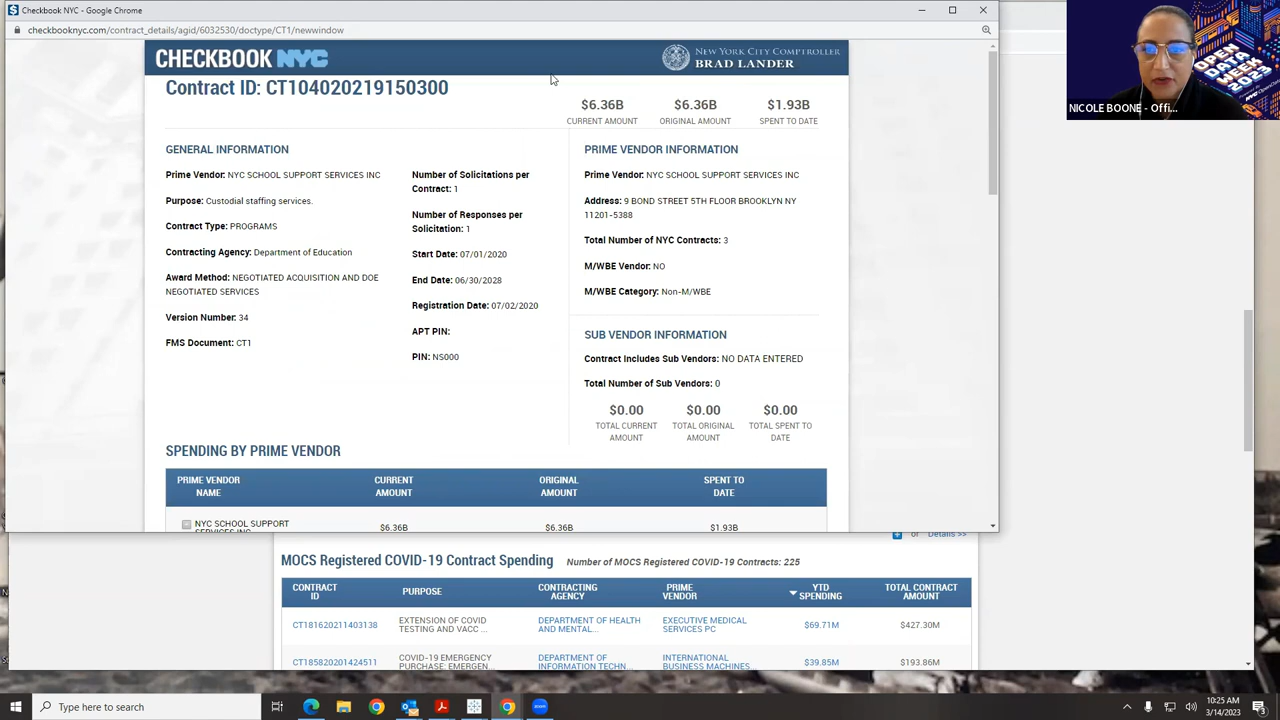 Checkbook NYC - Google Chrome
checkbooknyc.com/contract_details/agid/6032530/doctype/CT1/newwindow
CHECKBOOK NYC
NEW YORK CITY COMPTROLLER
BRAD LANDER
Contract ID: CT104020219150300
$6.36B
CURRENT AMOUNT
$6.36B
ORIGINAL AMOUNT
$1.93B
SPENT TO DATE
GENERAL INFORMATION
Prime Vendor: NYC SCHOOL SUPPORT SERVICES INC
Purpose: Custodial staffing services.
Contract Type: PROGRAMS
Contracting Agency: Department of Education
Award Method: NEGOTIATED ACQUISITION AND DOE
NEGOTIATED SERVICES
Version Number: 34
FMS Document: CT1
Number of Solicitations per
Contract: 1
Number of Responses per
Solicitation: 1
Start Date: 07/01/2020
End Date: 06/30/2028
Registration Date: 07/02/2020
APT PIN:
PIN: NS000
PRIME VENDOR INFORMATION
Prime Vendor: NYC SCHOOL SUPPORT SERVICES INC
Address: 9 BOND STREET 5TH FLOOR BROOKLYN NY
11201-5388
Total Number of NYC Contracts: 3
M/WBE Vendor: NO
M/WBE Category: Non-M/WBE
SUB VENDOR INFORMATION
Contract Includes Sub Vendors: NO DATA ENTERED
Total Number of Sub Vendors: 0
$0.00
TOTAL CURRENT
AMOUNT
$0.00
TOTAL ORIGINAL
AMOUNT
$0.00
TOTAL SPENT TO
DATE
SPENDING BY PRIME VENDOR
PRIME VENDOR
NAME
CURRENT
AMOUNT
ORIGINAL
AMOUNT
SPENT TO
DATE
NYC SCHOOL SUPPORT
SERVICES INC
$6.36B
$6.36B
$1.93B
or Details >>
MOCS Registered COVID-19 Contract Spending
Number of MOCS Registered COVID-19 Contracts: 225
CONTRACT
ID
PURPOSE
CONTRACTING
AGENCY
PRIME
VENDOR
YTD
SPENDING
TOTAL CONTRACT
AMOUNT
CT181620211403138
EXTENSION OF COVID
TESTING AND VACC ...
DEPARTMENT OF HEALTH
AND MENTAL...
EXECUTIVE MEDICAL
SERVICES PC
$69.71M
$427.30M
CT185820201424511
COVID-19 EMERGENCY
PURCHASE: EMERGEN...
DEPARTMENT OF
INFORMATION TECHN...
INTERNATIONAL
BUSINESS MACHINES...
$39.85M
$193.86M
OPEN
DATA
WEEK
2023
NICOLE BOONE - Offi...
Type here to search
zoom
10:25 AM
3/14/2023
3